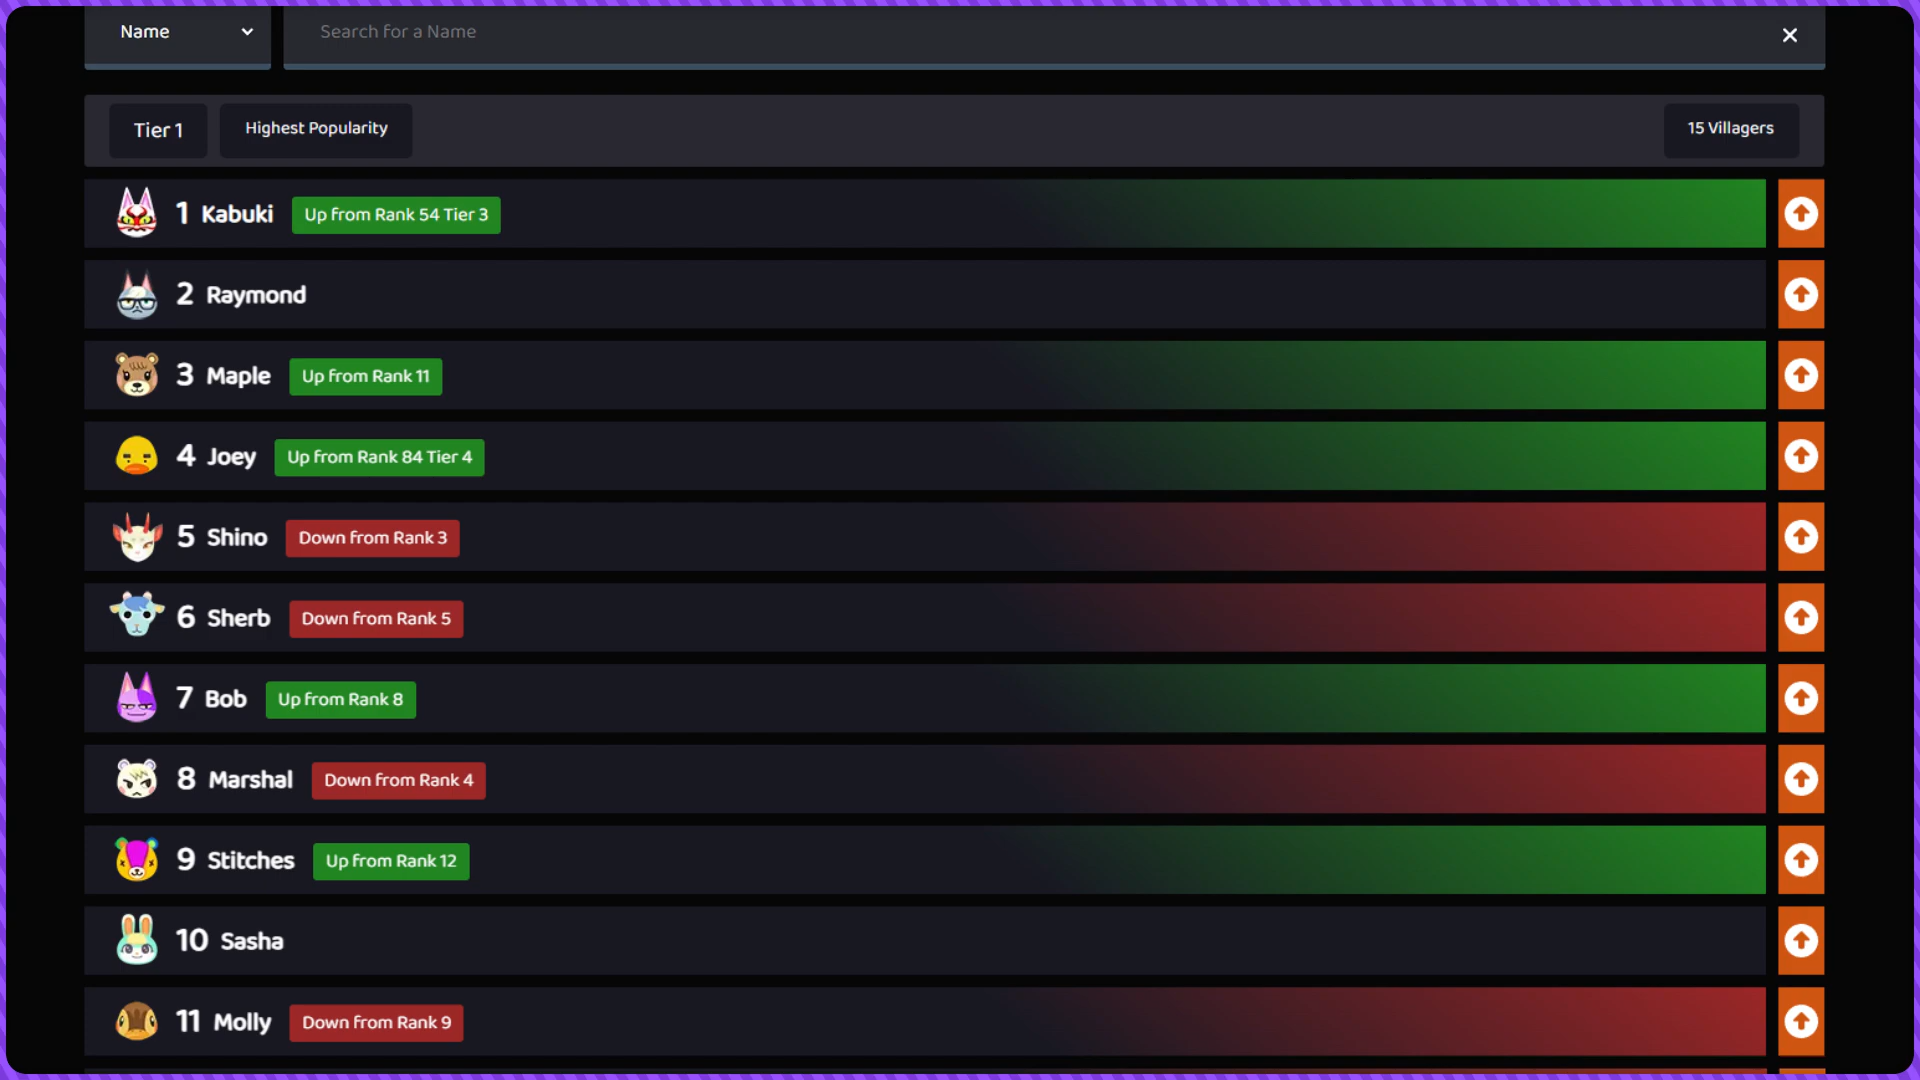 Name
Search for a Name
Tier 1
Highest Popularity
15 Villagers
1 Kabuki Up from Rank 54 Tier 3
2 Raymond
3 Maple Up from Rank 11
4 Joey Up from Rank 84 Tier 4
5 Shino Down from Rank 3
6 Sherb Down from Rank 5
7 Bob Up from Rank 8
8 Marshal Down from Rank 4
9 Stitches Up from Rank 12
10 Sasha
11 Molly Down from Rank 9